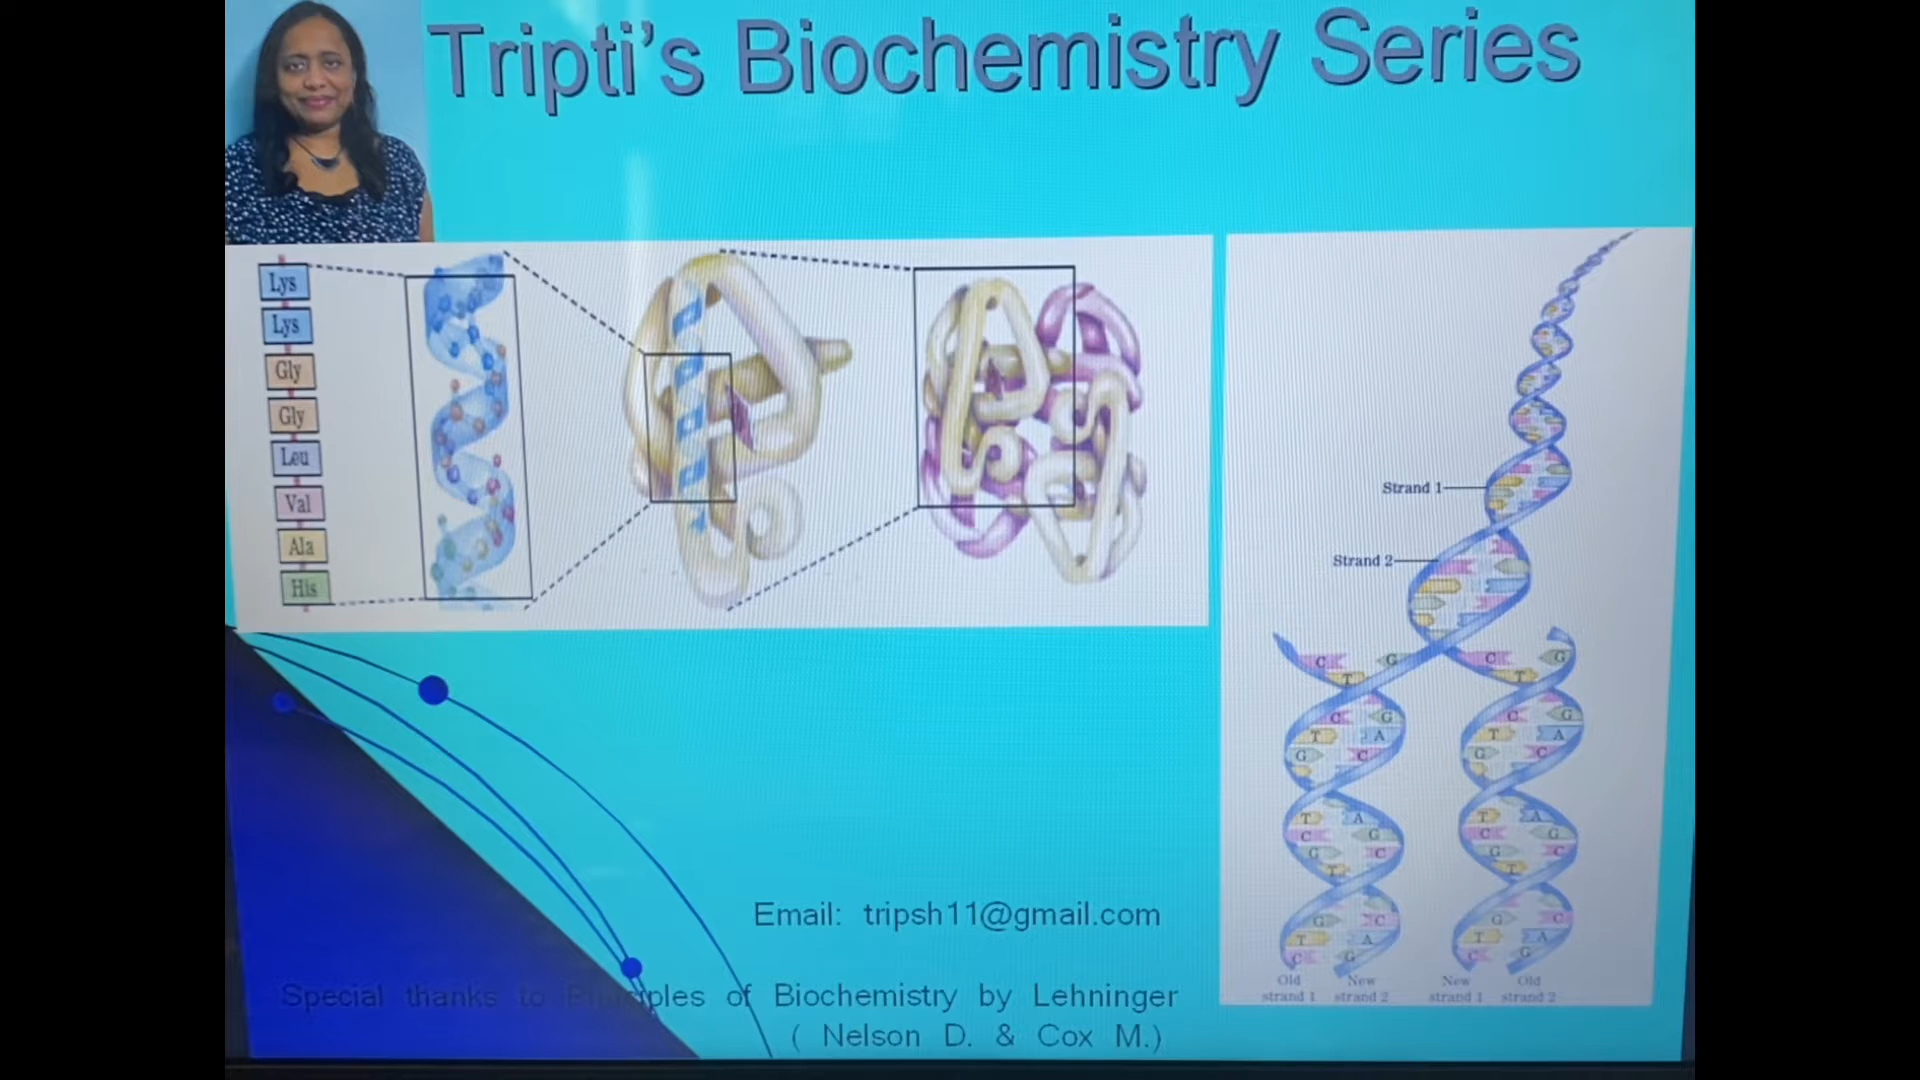 Tripti's Biochemistry Series
Lys
Lys
Gly
Gly
Leu
Val
Ala
His
Strand 1
Strand 2
C G C G
T T
C G C G
T A T A
G C G C
T A T A
C G C G
G C G C
T T
G C G C
T A T A
C G C G
Old strand 1
New strand 2
New strand 1
Old strand 2
Email: tripsh11@gmail.com
Special thanks to Principles of Biochemistry by Lehninger
( Nelson D. & Cox M.)